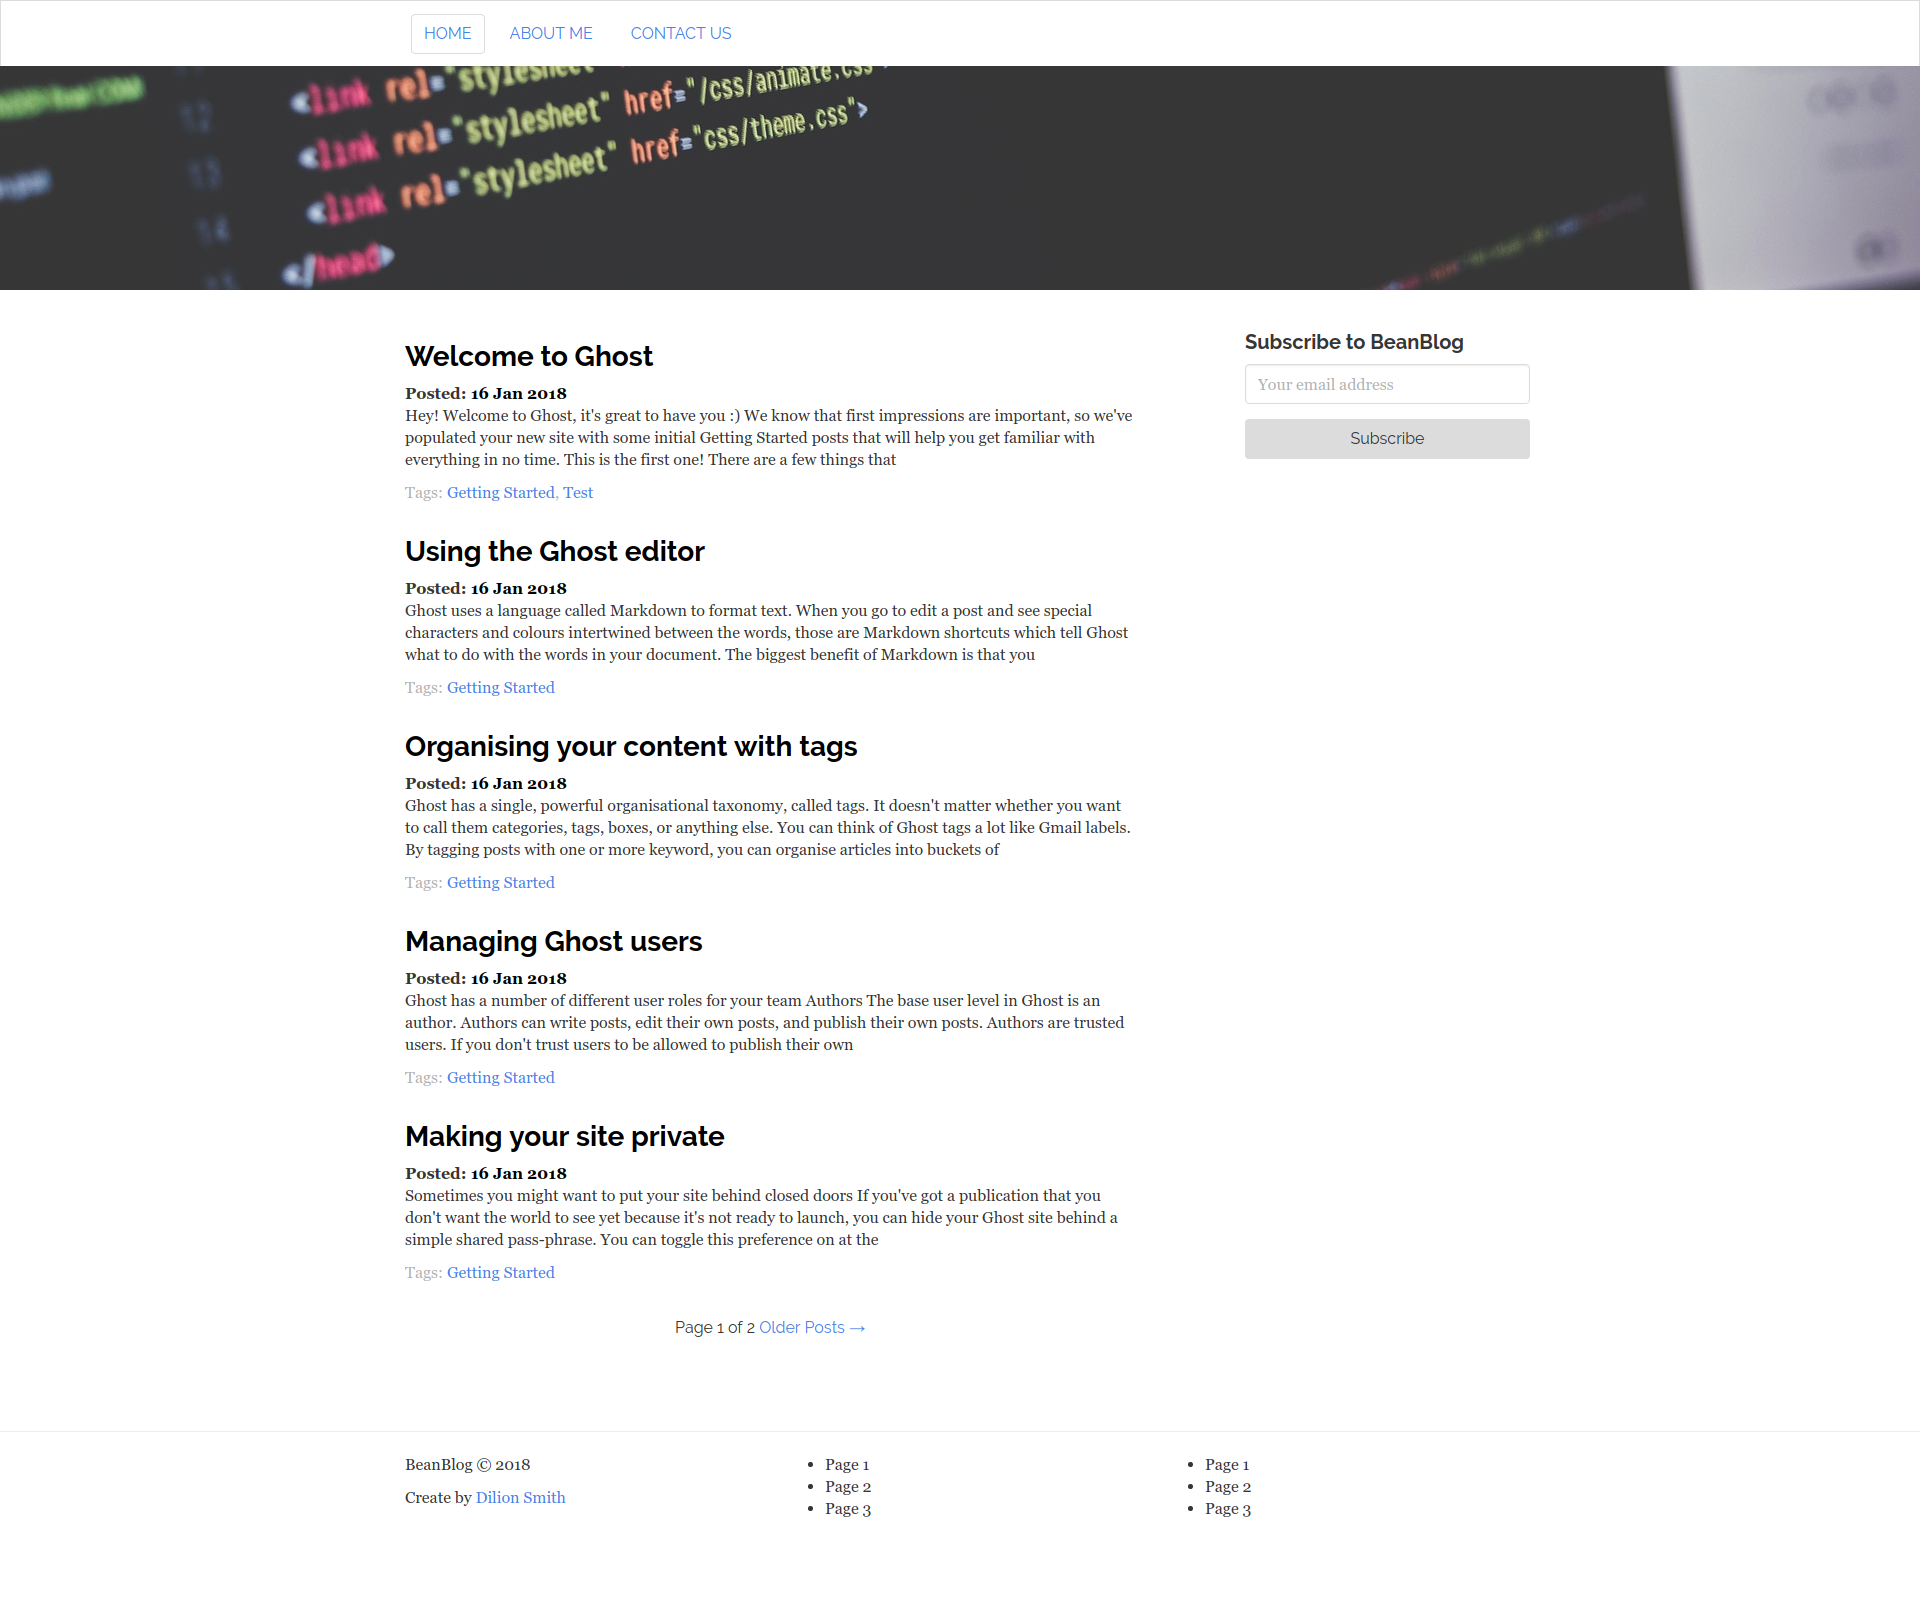 HOME ABOUT ME CONTACT US
12 <link rel="stylesheet" href="/css/animate.css">
13 <link rel="stylesheet" href="css/theme.css">
14 <link rel="stylesheet"
</head>
Welcome to Ghost
Posted: 16 Jan 2018
Hey! Welcome to Ghost, it's great to have you :) We know that first impressions are important, so we've
populated your new site with some initial Getting Started posts that will help you get familiar with
everything in no time. This is the first one! There are a few things that
Tags: Getting Started, Test
Using the Ghost editor
Posted: 16 Jan 2018
Ghost uses a language called Markdown to format text. When you go to edit a post and see special
characters and colours intertwined between the words, those are Markdown shortcuts which tell Ghost
what to do with the words in your document. The biggest benefit of Markdown is that you
Tags: Getting Started
Organising your content with tags
Posted: 16 Jan 2018
Ghost has a single, powerful organisational taxonomy, called tags. It doesn't matter whether you want
to call them categories, tags, boxes, or anything else. You can think of Ghost tags a lot like Gmail labels.
By tagging posts with one or more keyword, you can organise articles into buckets of
Tags: Getting Started
Managing Ghost users
Posted: 16 Jan 2018
Ghost has a number of different user roles for your team Authors The base user level in Ghost is an
author. Authors can write posts, edit their own posts, and publish their own posts. Authors are trusted
users. If you don't trust users to be allowed to publish their own
Tags: Getting Started
Making your site private
Posted: 16 Jan 2018
Sometimes you might want to put your site behind closed doors If you've got a publication that you
don't want the world to see yet because it's not ready to launch, you can hide your Ghost site behind a
simple shared pass-phrase. You can toggle this preference on at the
Tags: Getting Started
Page 1 of 2 Older Posts →
Subscribe to BeanBlog
Your email address
Subscribe
BeanBlog © 2018
Create by Dilion Smith
Page 1
Page 2
Page 3
Page 1
Page 2
Page 3